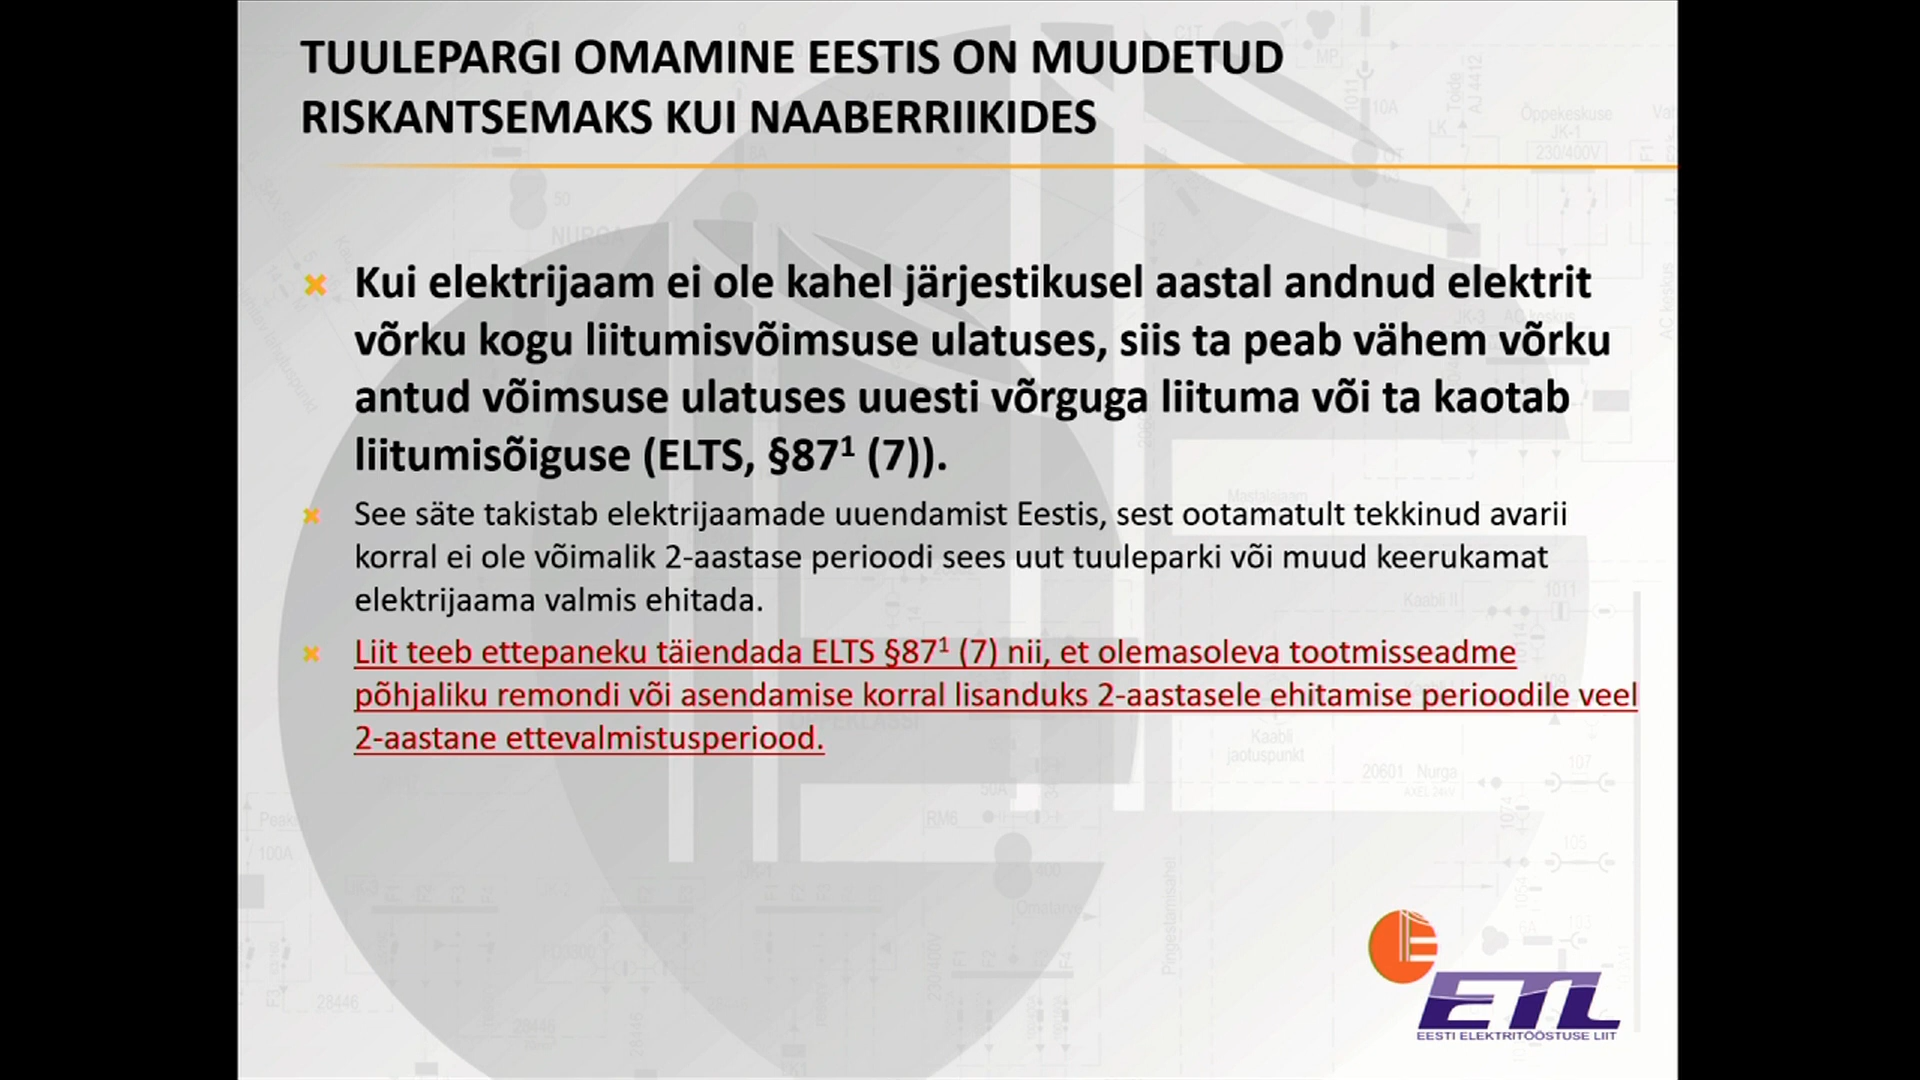 TUULEPARGI OMAMINE EESTIS ON MUUDETUD
RISKANTSEMAKS KUI NAABERRIIKIDES
Kui elektrijaam ei ole kahel järjestikusel aastal andnud elektrit
võrku kogu liitumisvõimsuse ulatuses, siis ta peab vähem võrku
antud võimsuse ulatuses uuesti võrguga liituma või ta kaotab
liitumisõiguse (ELTS, §87¹ (7)).
See säte takistab elektrijaamade uuendamist Eestis, sest ootamatult tekkinud avarii
korral ei ole võimalik 2-aastase perioodi sees uut tuuleparki või muud keerukamat
elektrijaama valmis ehitada.
Liit teeb ettepaneku täiendada ELTS §87¹ (7) nii, et olemasoleva tootmisseadme
põhjaliku remondi või asendamise korral lisanduks 2-aastasele ehitamise perioodile veel
2-aastane ettevalmistusperiood.
ETL
EESTI ELEKTRITÖÖSTUSE LIIT